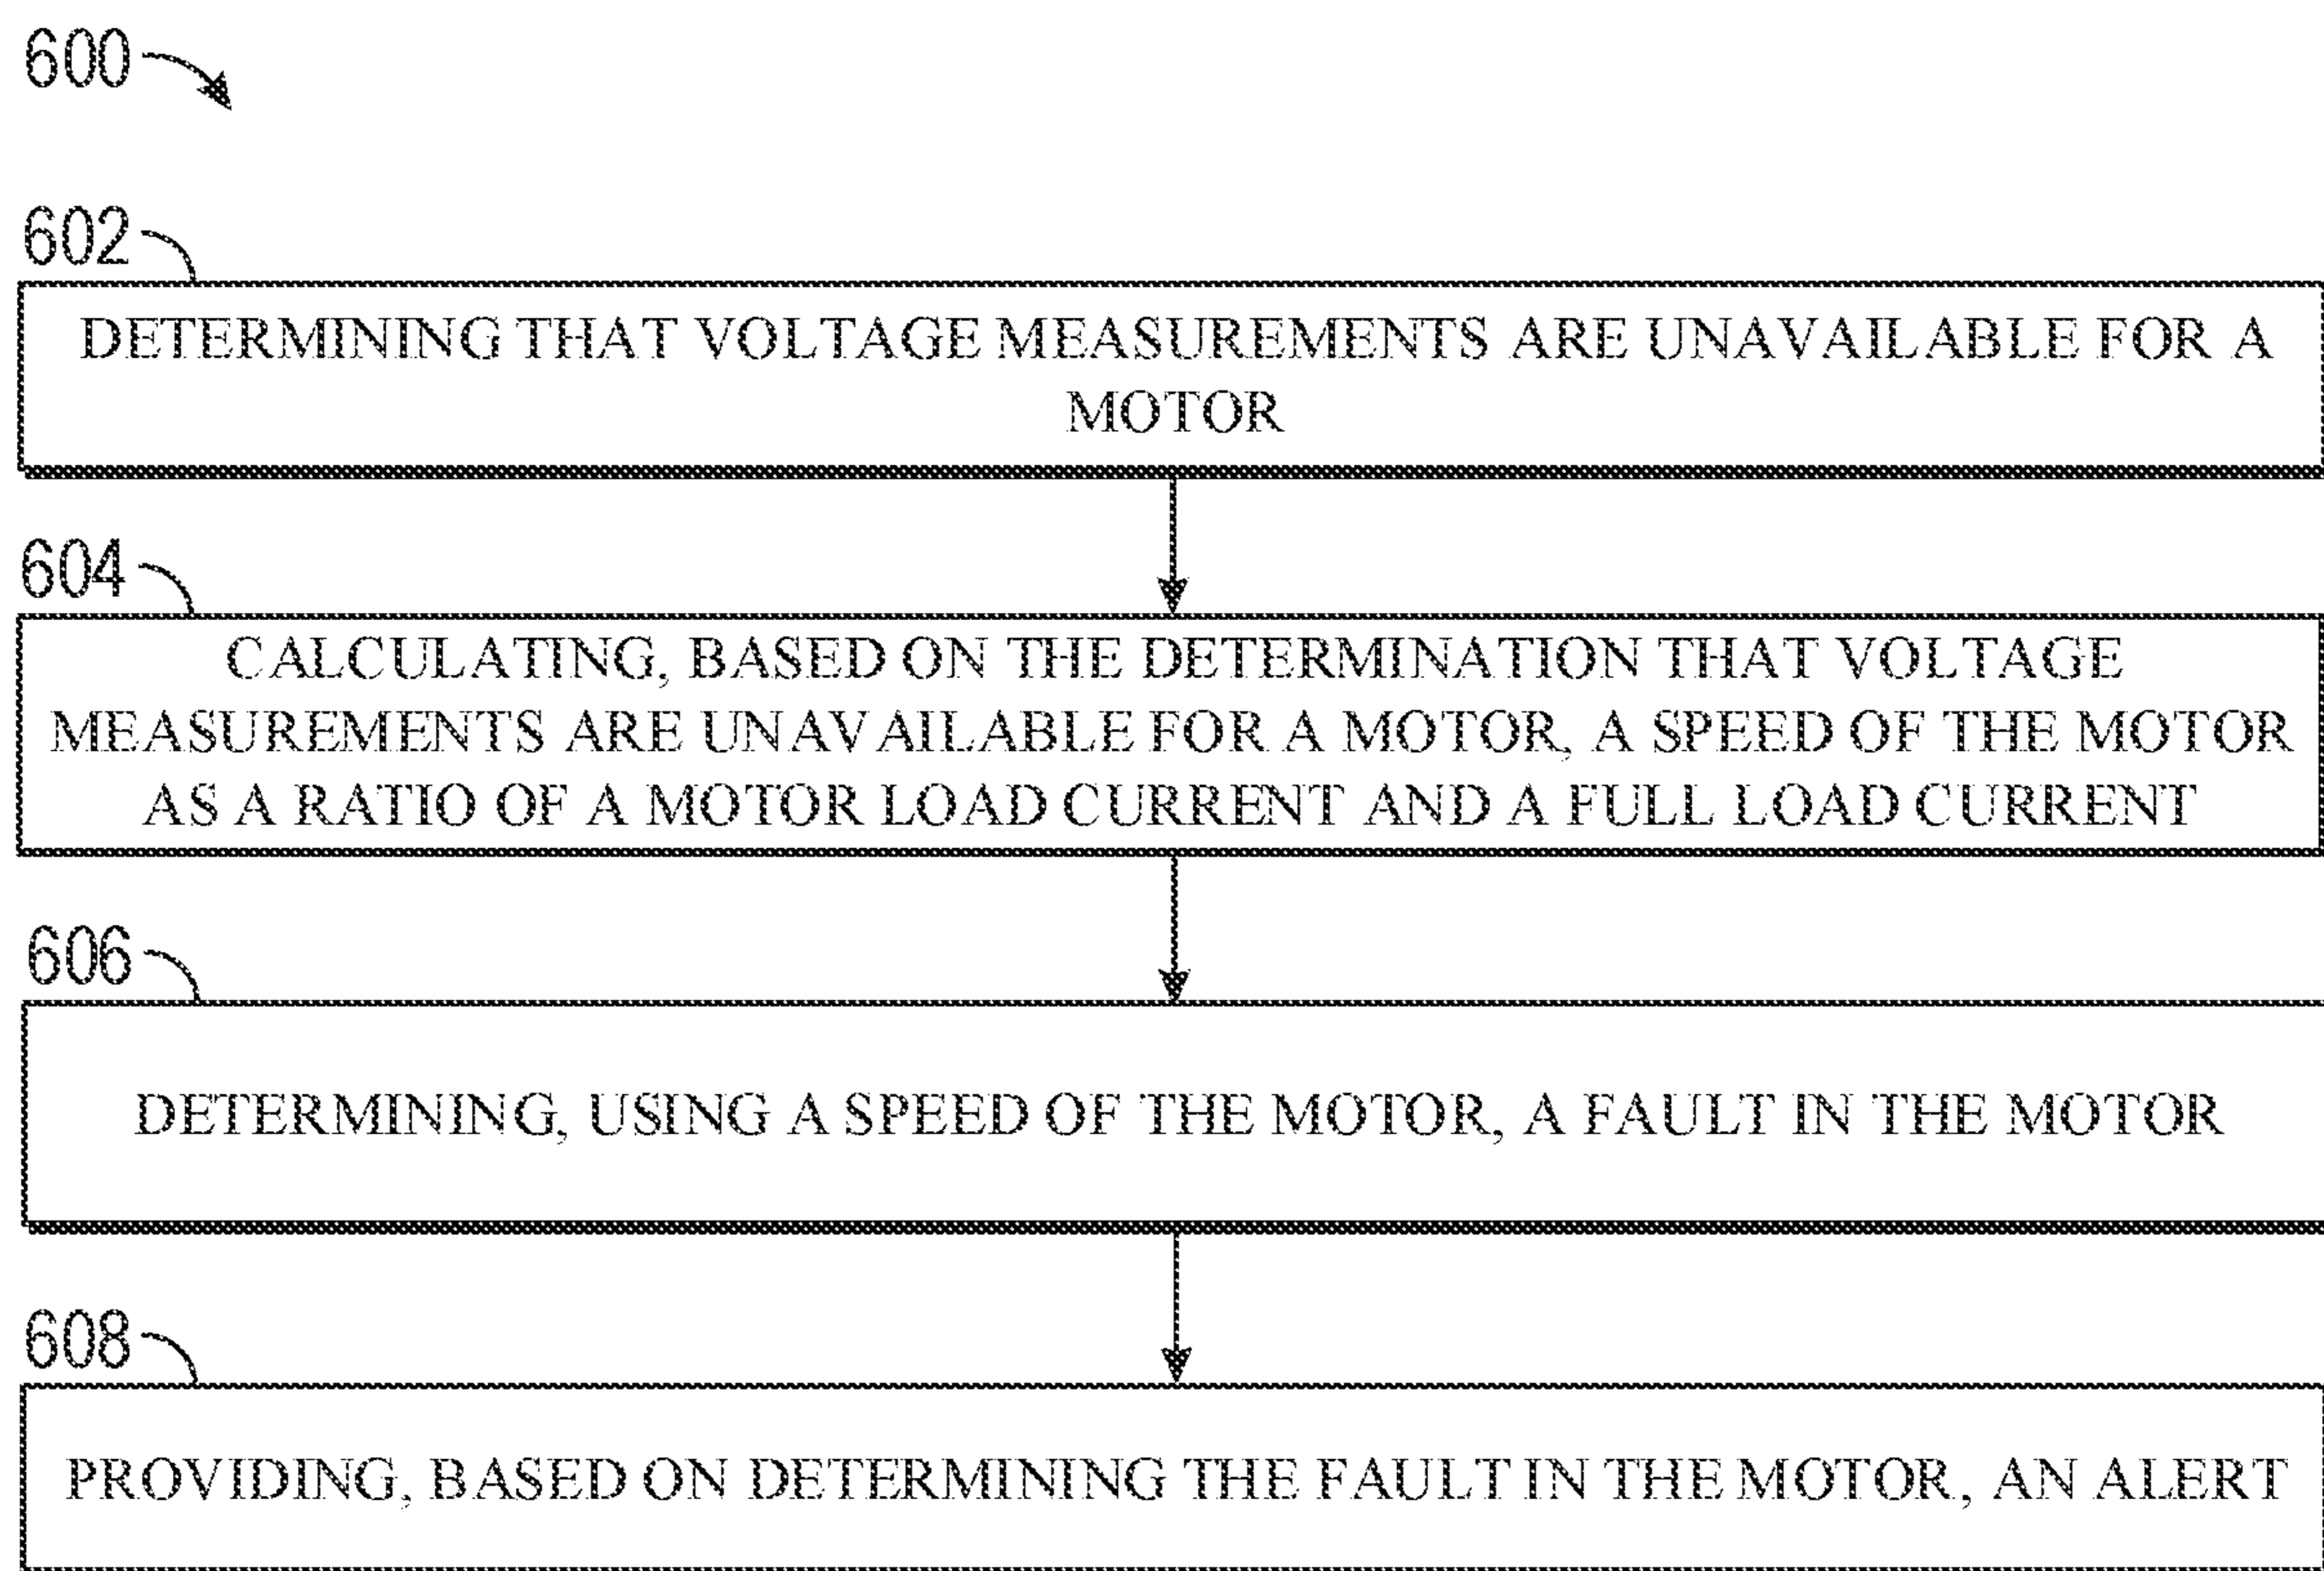 600
602
DETERMINING THAT VOLTAGE MEASUREMENTS ARE UNAVAILABLE FOR A
MOTOR
604
CALCULATING, BASED ON THE DETERMINATION THAT VOLTAGE
MEASUREMENTS ARE UNAVAILABLE FOR A MOTOR, A SPEED OF THE MOTOR
AS A RATIO OF A MOTOR LOAD CURRENT AND A FULL LOAD CURRENT
606
DETERMINING, USING A SPEED OF THE MOTOR, A FAULT IN THE MOTOR
608
PROVIDING, BASED ON DETERMINING THE FAULT IN THE MOTOR, AN ALERT